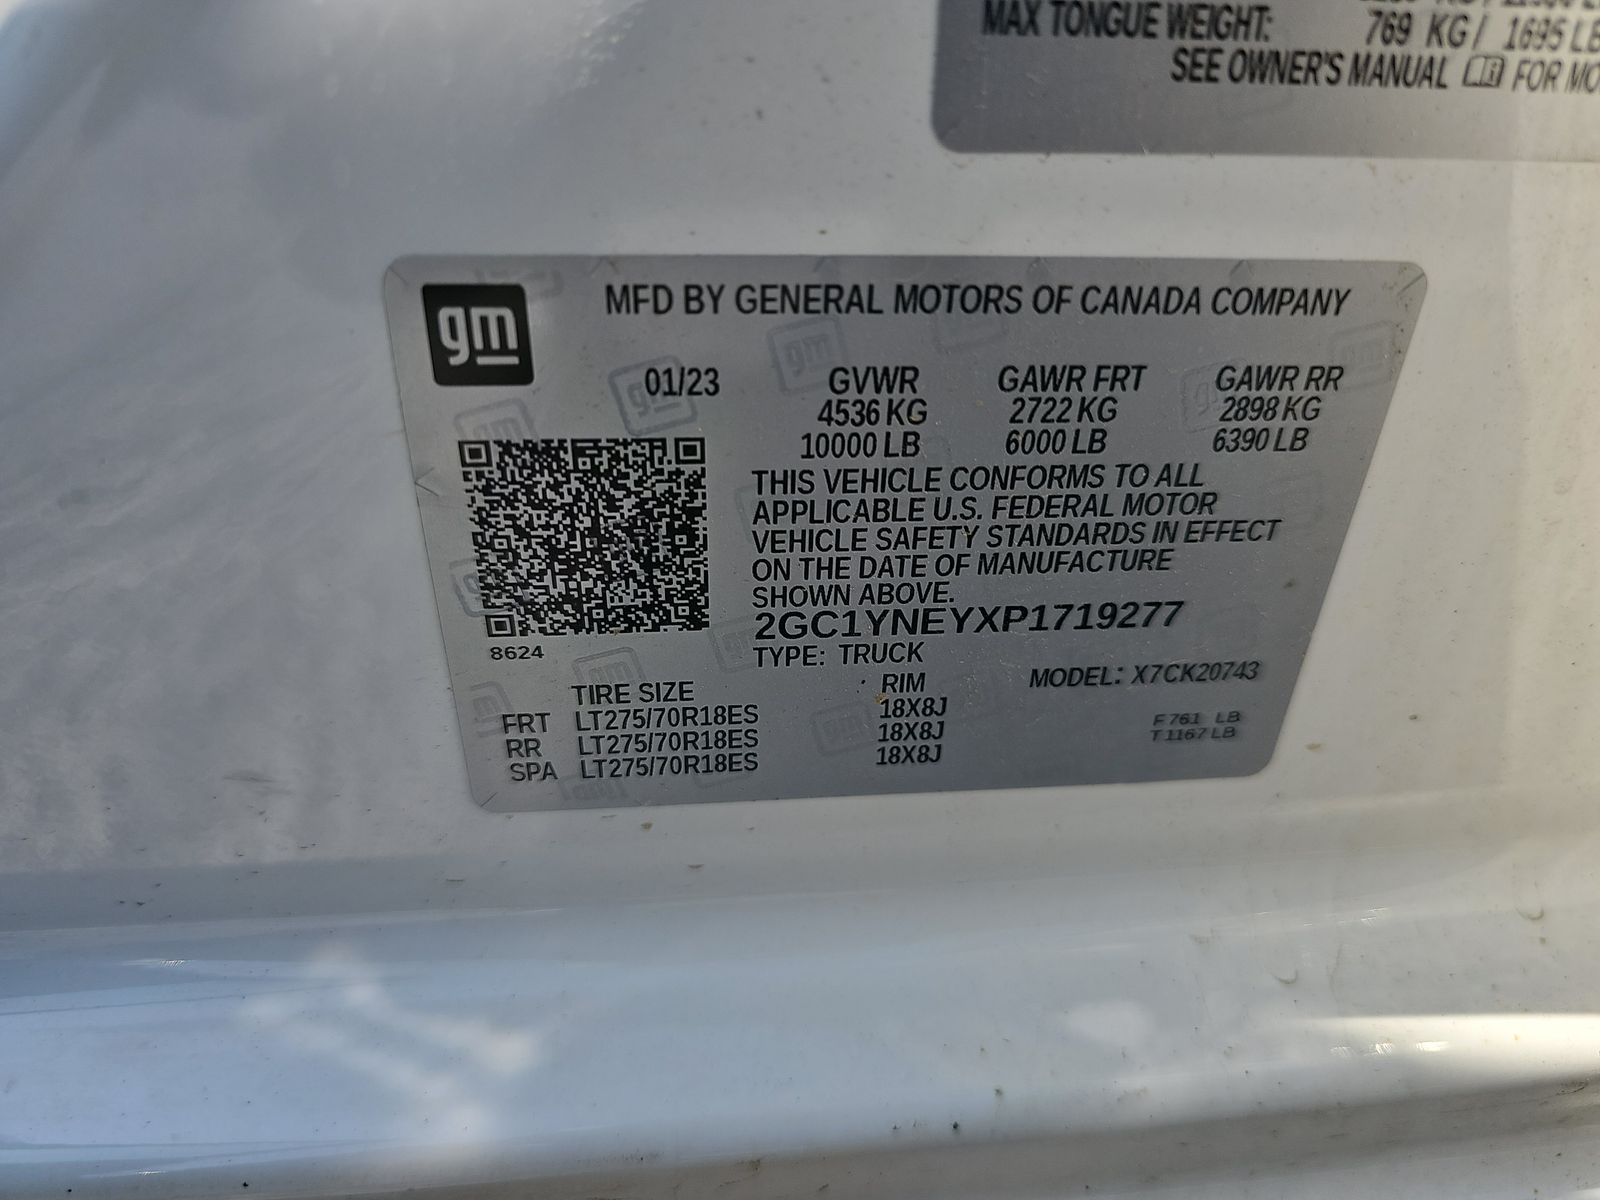 MAX TONGUE WEIGHT: 769 KG / 1695 LB
SEE OWNER'S MANUAL FOR MO
gm
MFD BY GENERAL MOTORS OF CANADA COMPANY
01/23 GVWR GAWR FRT GAWR RR
4536 KG 2722 KG 2898 KG
10000 LB 6000 LB 6390 LB
THIS VEHICLE CONFORMS TO ALL
APPLICABLE U.S. FEDERAL MOTOR
VEHICLE SAFETY STANDARDS IN EFFECT
ON THE DATE OF MANUFACTURE
SHOWN ABOVE.
2GC1YNEYXP1719277
8624
TYPE: TRUCK
MODEL: X7CK20743
TIRE SIZE RIM
FRT LT275/70R18ES 18X8J
RR LT275/70R18ES 18X8J
SPA LT275/70R18ES 18X8J
F 761 LB
T 1167 LB